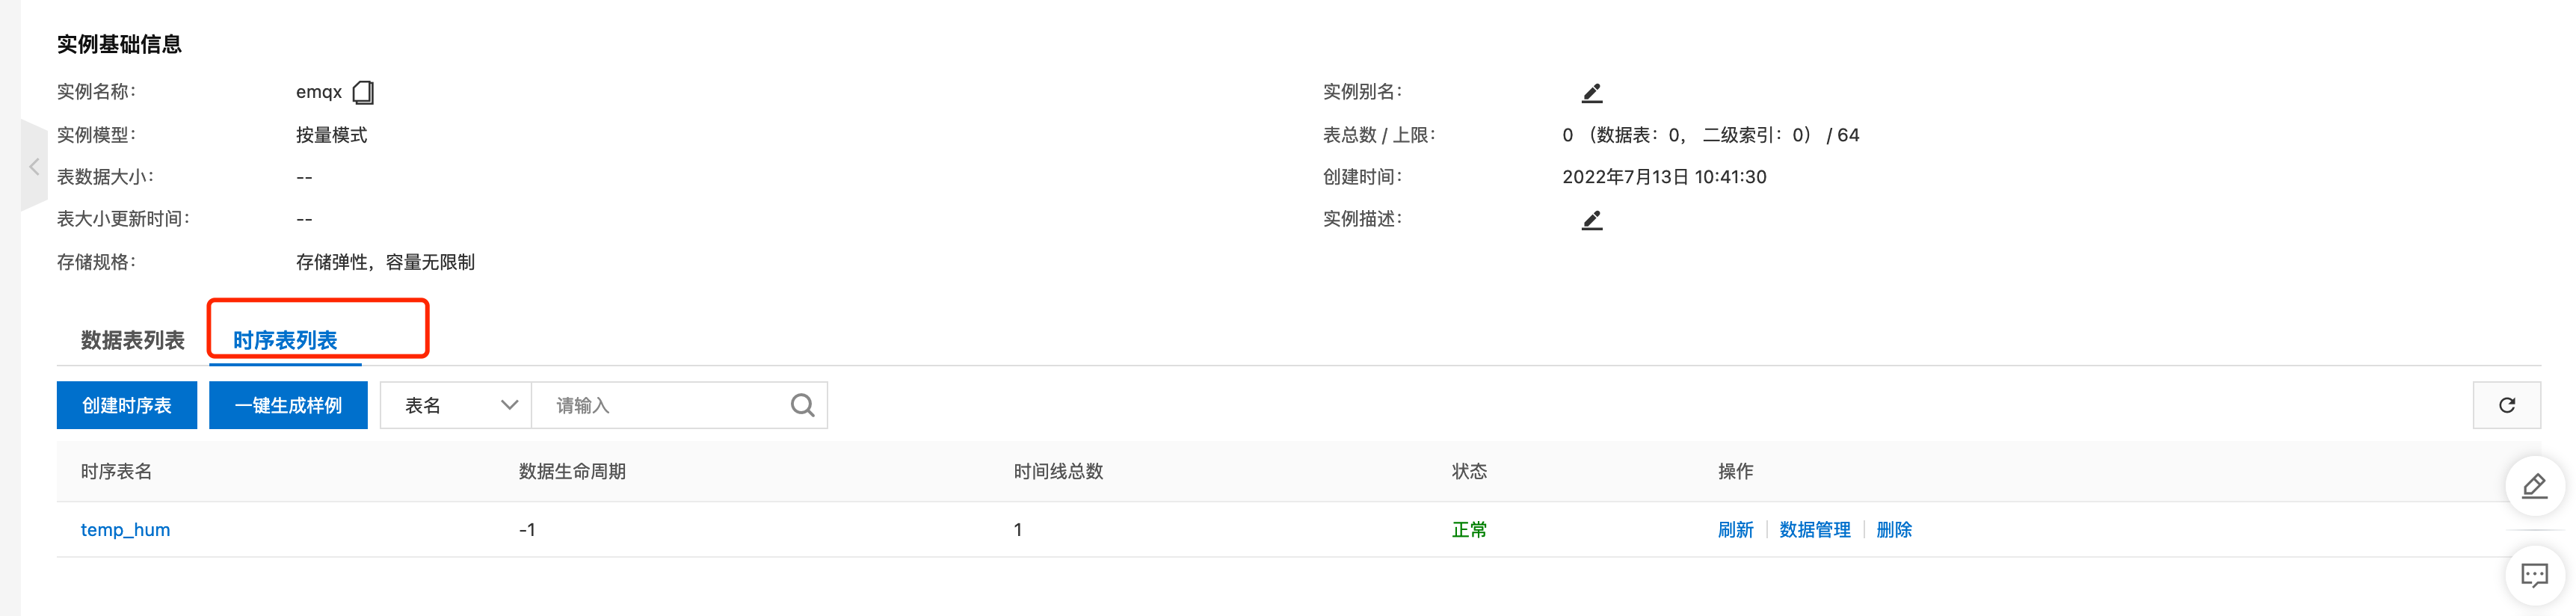 实例基础信息
实例名称： emqx 实例别名：
实例模型： 按量模式 表总数 / 上限： 0 （数据表：0， 二级索引：0） / 64
表数据大小： -- 创建时间： 2022年7月13日 10:41:30
表大小更新时间： -- 实例描述：
存储规格： 存储弹性，容量无限制
数据表列表 时序表列表
创建时序表 一键生成样例 表名 请输入
时序表名 数据生命周期 时间线总数 状态 操作
temp_hum -1 1 正常 刷新 数据管理 删除